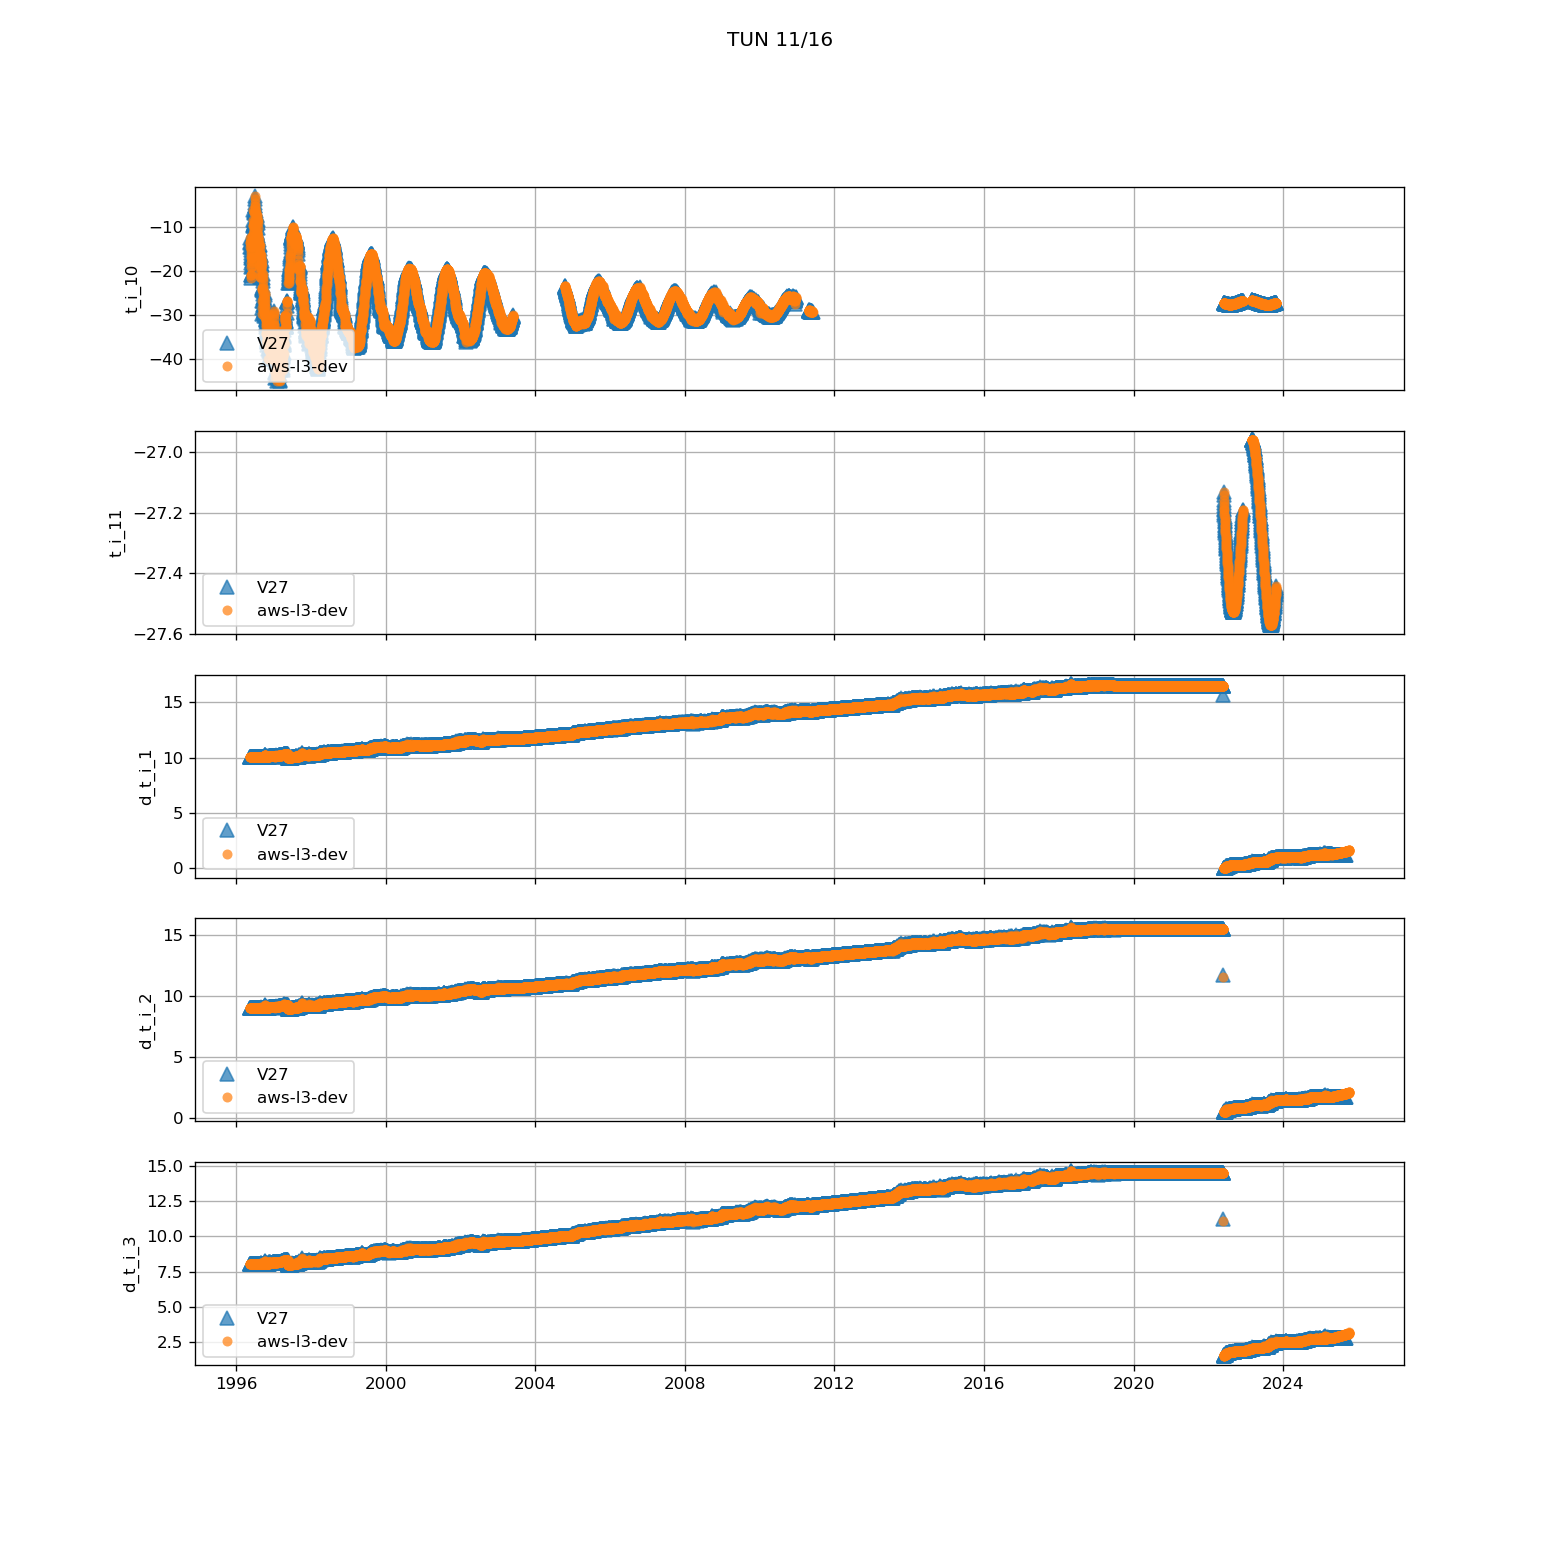 TUN 11/16
t_i_10
−10
−20
−30
−40
V27
aws-l3-dev
t_i_11
−27.0
−27.2
−27.4
−27.6
V27
aws-l3-dev
d_t_i_1
15
10
5
0
V27
aws-l3-dev
d_t_i_2
15
10
5
0
V27
aws-l3-dev
d_t_i_3
15.0
12.5
10.0
7.5
5.0
2.5
V27
aws-l3-dev
1996 2000 2004 2008 2012 2016 2020 2024